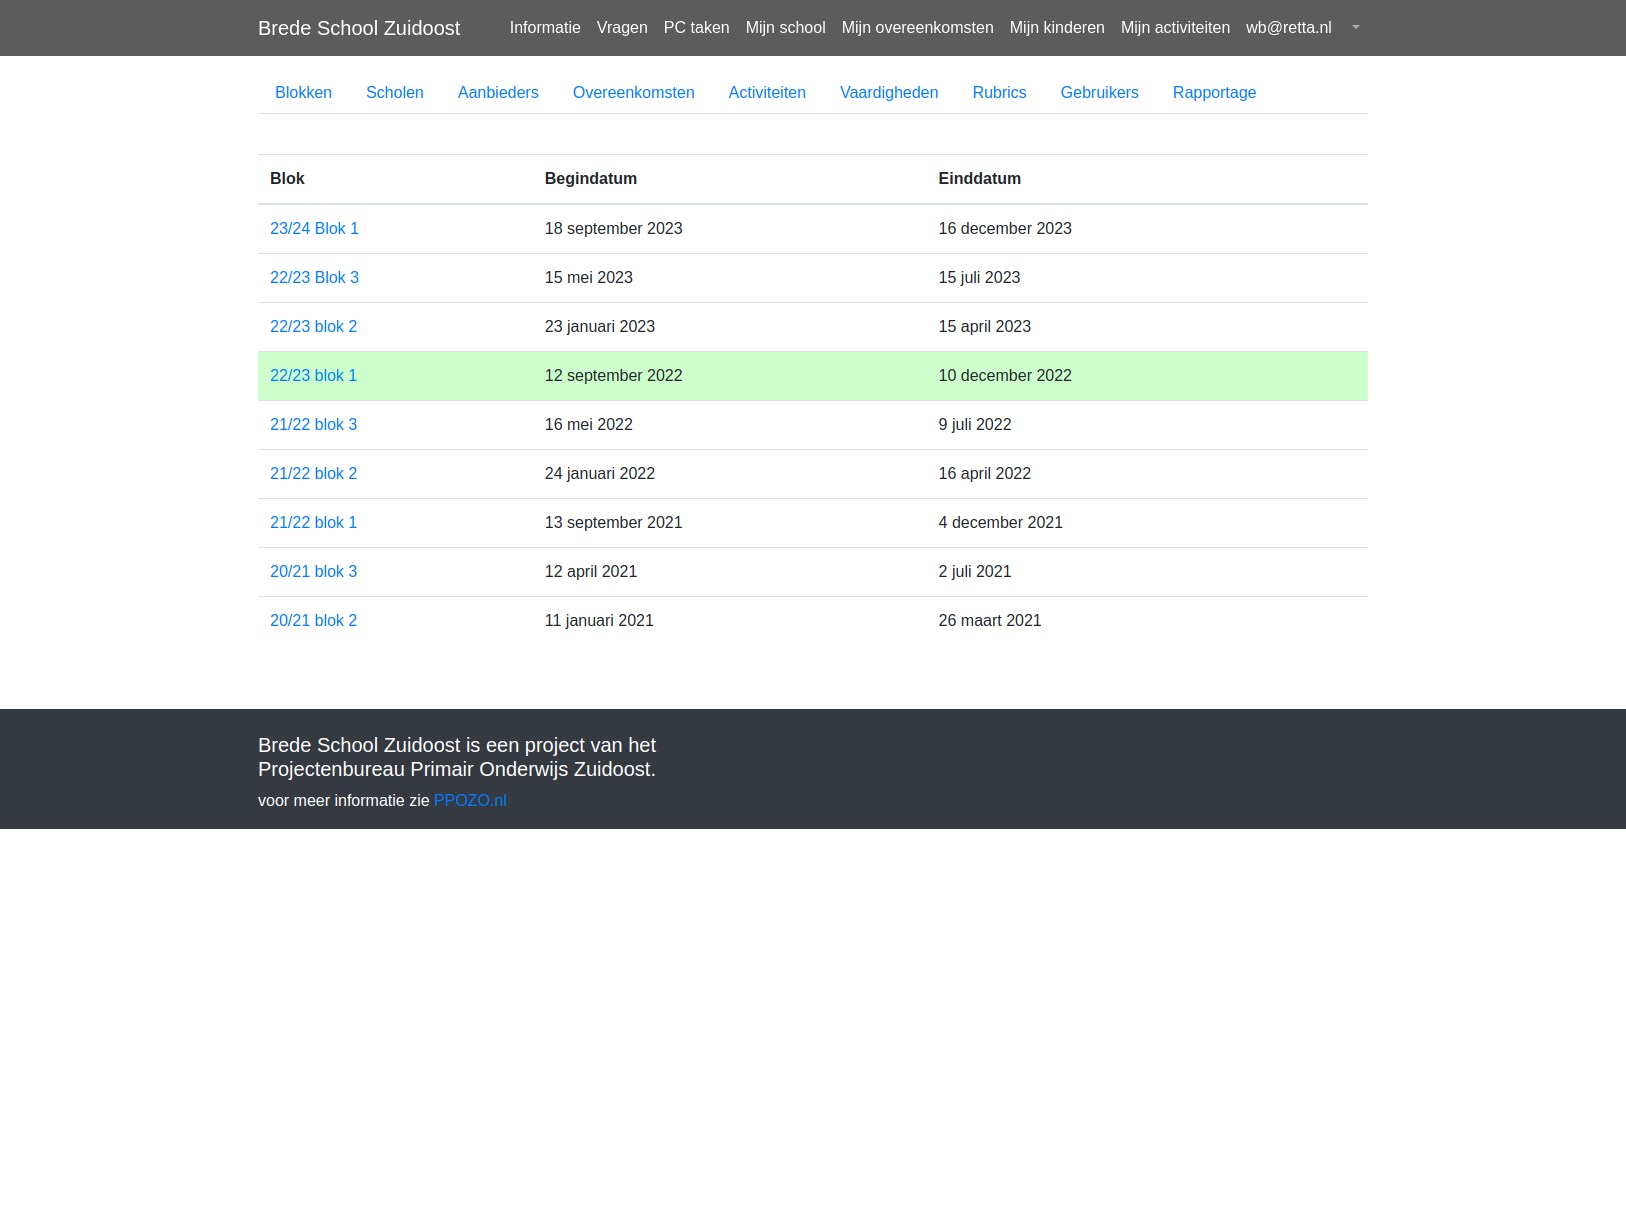 Brede School Zuidoost Informatie Vragen PC taken Mijn school Mijn overeenkomsten Mijn kinderen Mijn activiteiten wb@retta.nl
Blokken Scholen Aanbieders Overeenkomsten Activiteiten Vaardigheden Rubrics Gebruikers Rapportage
Blok Begindatum Einddatum
23/24 Blok 1 18 september 2023 16 december 2023
22/23 Blok 3 15 mei 2023 15 juli 2023
22/23 blok 2 23 januari 2023 15 april 2023
22/23 blok 1 12 september 2022 10 december 2022
21/22 blok 3 16 mei 2022 9 juli 2022
21/22 blok 2 24 januari 2022 16 april 2022
21/22 blok 1 13 september 2021 4 december 2021
20/21 blok 3 12 april 2021 2 juli 2021
20/21 blok 2 11 januari 2021 26 maart 2021
Brede School Zuidoost is een project van het
Projectenbureau Primair Onderwijs Zuidoost.
voor meer informatie zie PPOZO.nl